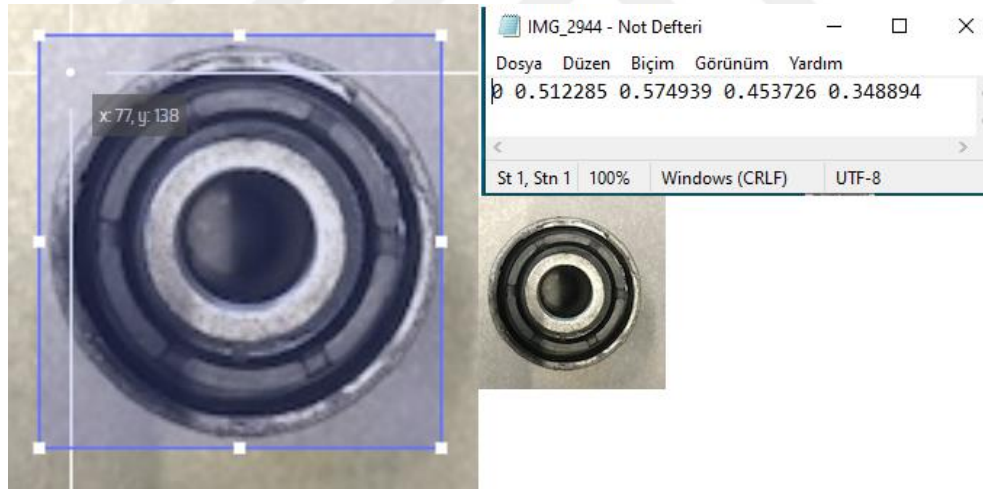 IMG_2944 - Not Defteri
Dosya Düzen Biçim Görünüm Yardım
0 0.512285 0.574939 0.453726 0.348894
x: 77, y: 138
St 1, Stn 1 100% Windows (CRLF) UTF-8